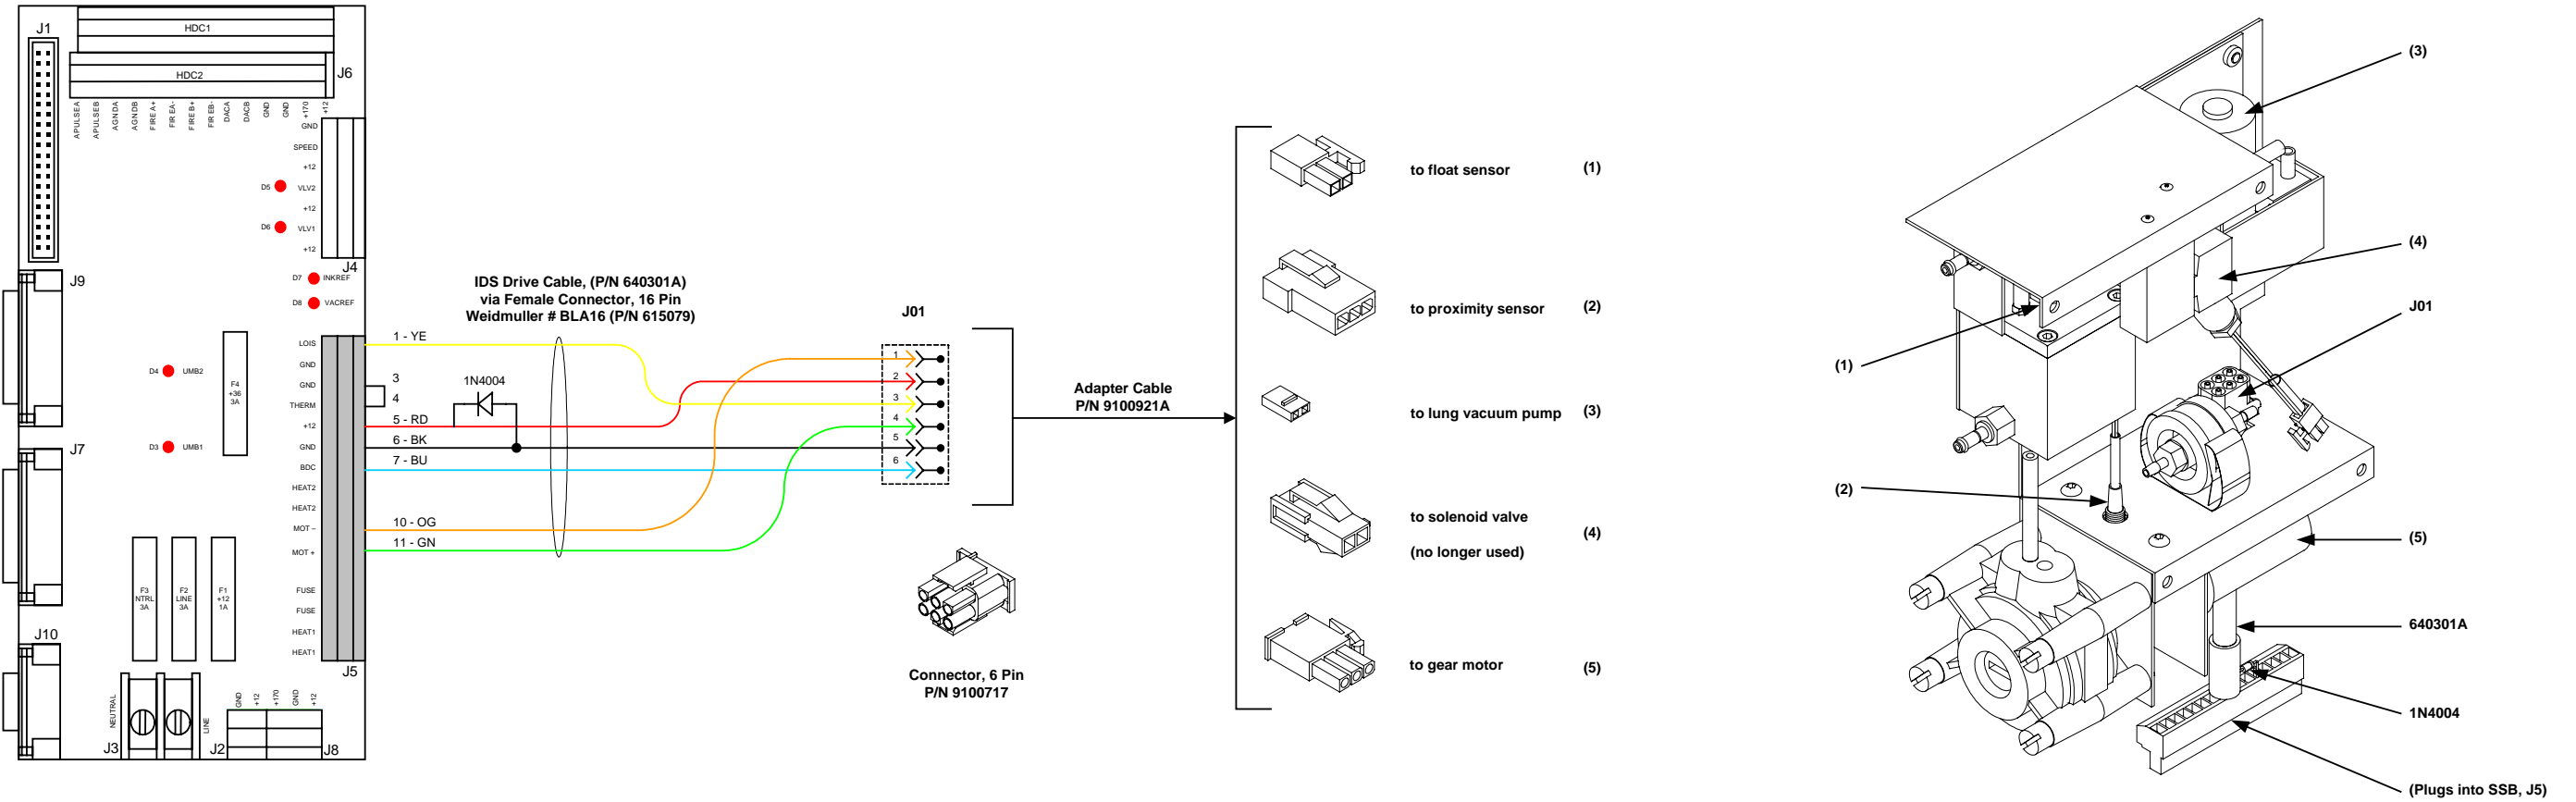 J1
HDC1
HDC2
J6
APULSEA
APULSEB
AGNDA
AGNDB
FIREA+
FIREA-
FIREB+
FIREB-
DACA
DACB
GND
GND
+170
+12
GND
SPEED
+12
D5 VLV2
+12
D6 VLV1
+12
J4
D7 INKREF
D8 VACREF
J9
LOIS
GND
GND
THERM
+12
GND
BDC
HEAT2
HEAT2
MOT –
MOT +
FUSE
FUSE
HEAT1
HEAT1
J5
D4 UMB2
D3 UMB1
F4
+36
3A
J7
F3
NTRL
3A
F2
LINE
3A
F1
+12
1A
J10
NEUTRAL
LINE
J3
GND
+12
+170
GND
+12
J2
J8
IDS Drive Cable, (P/N 640301A)
via Female Connector, 16 Pin
Weidmuller # BLA16 (P/N 615079)
1 - YE
3
4
1N4004
5 - RD
6 - BK
7 - BU
10 - OG
11 - GN
J01
1
2
3
4
5
6
Connector, 6 Pin
P/N 9100717
Adapter Cable
P/N 9100921A
to float sensor (1)
to proximity sensor (2)
to lung vacuum pump (3)
to solenoid valve
(no longer used)
(4)
to gear motor (5)
(3)
(4)
J01
(1)
(2)
(5)
640301A
1N4004
(Plugs into SSB, J5)